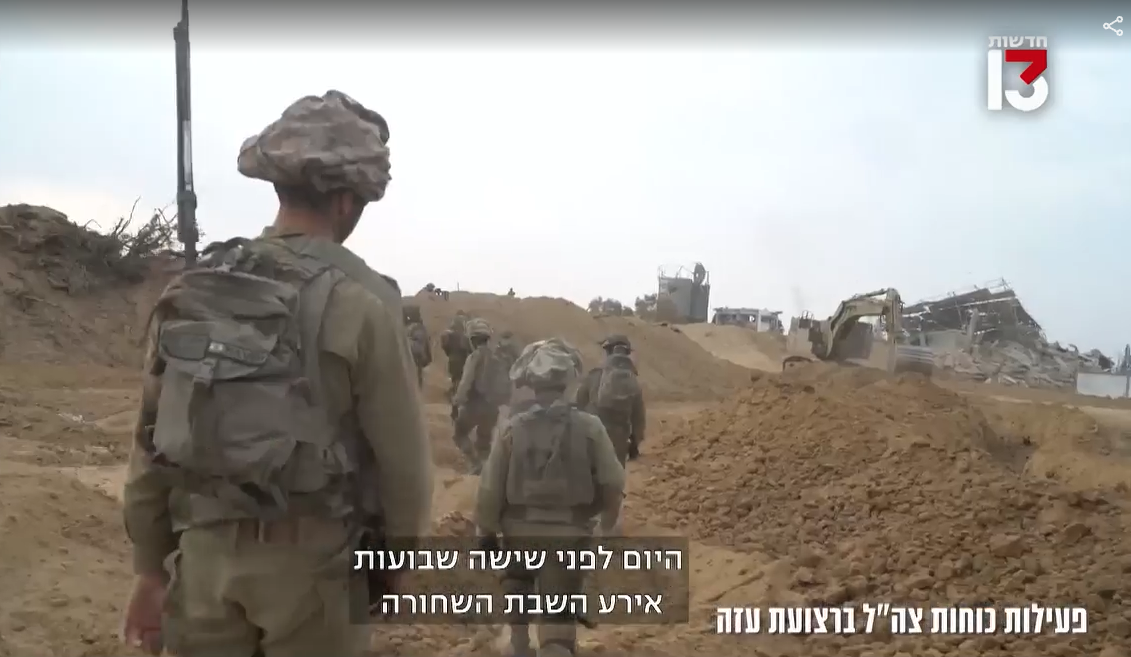 חדשות
13
היום לפני שישה שבועות
אירע השבת השחורה
פעילות כוחות צה"ל ברצועת עזה